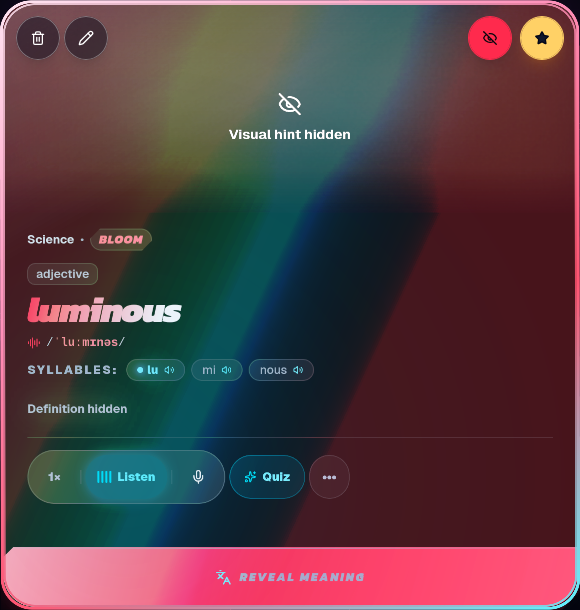 Visual hint hidden
Science • BLOOM
adjective
luminous
/ˈluːmɪnəs/
SYLLABLES: lu mi nous
Definition hidden
1× Listen Quiz •••
REVEAL MEANING